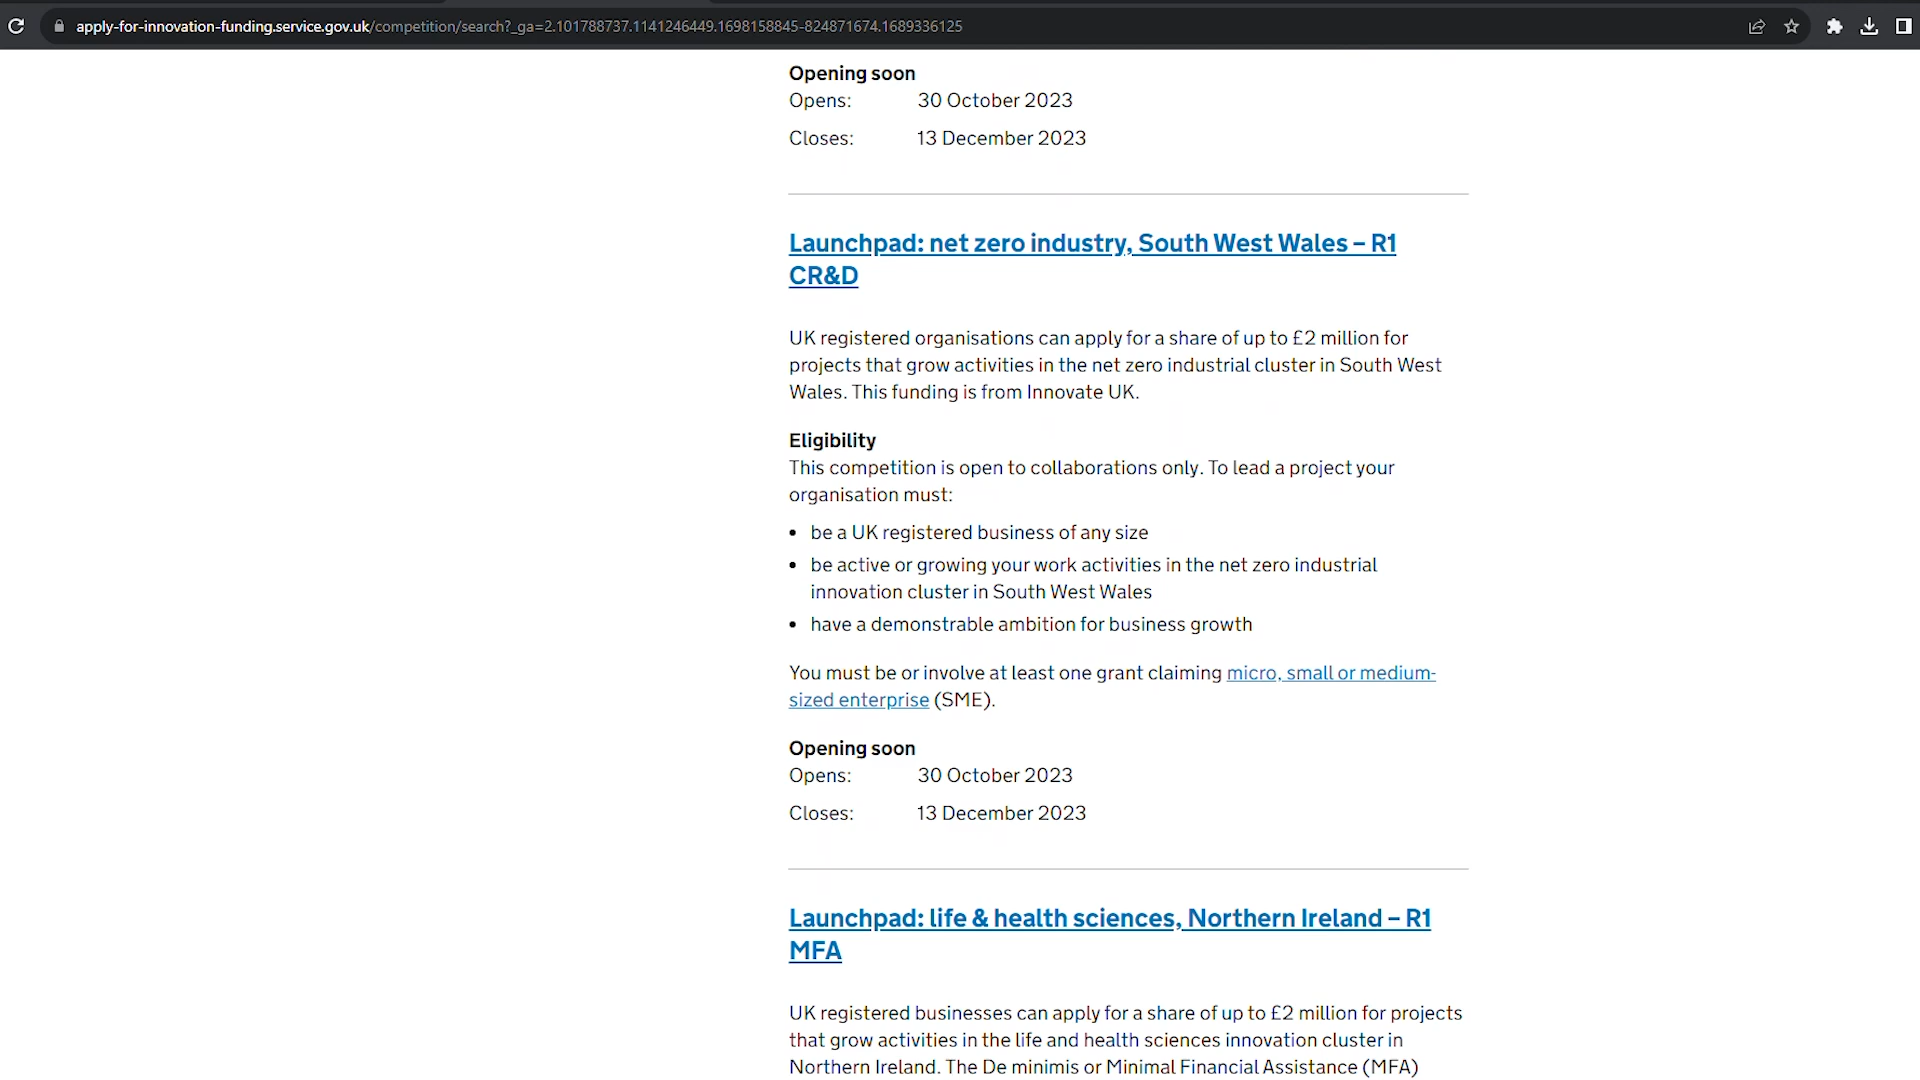 apply-for-innovation-funding.service.gov.uk/competition/search?_ga=2.101788737.1141246449.1698158845-824871674.1689336125
Opening soon
Opens: 30 October 2023
Closes: 13 December 2023
Launchpad: net zero industry, South West Wales – R1
CR&D
UK registered organisations can apply for a share of up to £2 million for
projects that grow activities in the net zero industrial cluster in South West
Wales. This funding is from Innovate UK.
Eligibility
This competition is open to collaborations only. To lead a project your
organisation must:
• be a UK registered business of any size
• be active or growing your work activities in the net zero industrial
innovation cluster in South West Wales
• have a demonstrable ambition for business growth
You must be or involve at least one grant claiming micro, small or medium-
sized enterprise (SME).
Opening soon
Opens: 30 October 2023
Closes: 13 December 2023
Launchpad: life & health sciences, Northern Ireland – R1
MFA
UK registered businesses can apply for a share of up to £2 million for projects
that grow activities in the life and health sciences innovation cluster in
Northern Ireland. The De minimis or Minimal Financial Assistance (MFA)